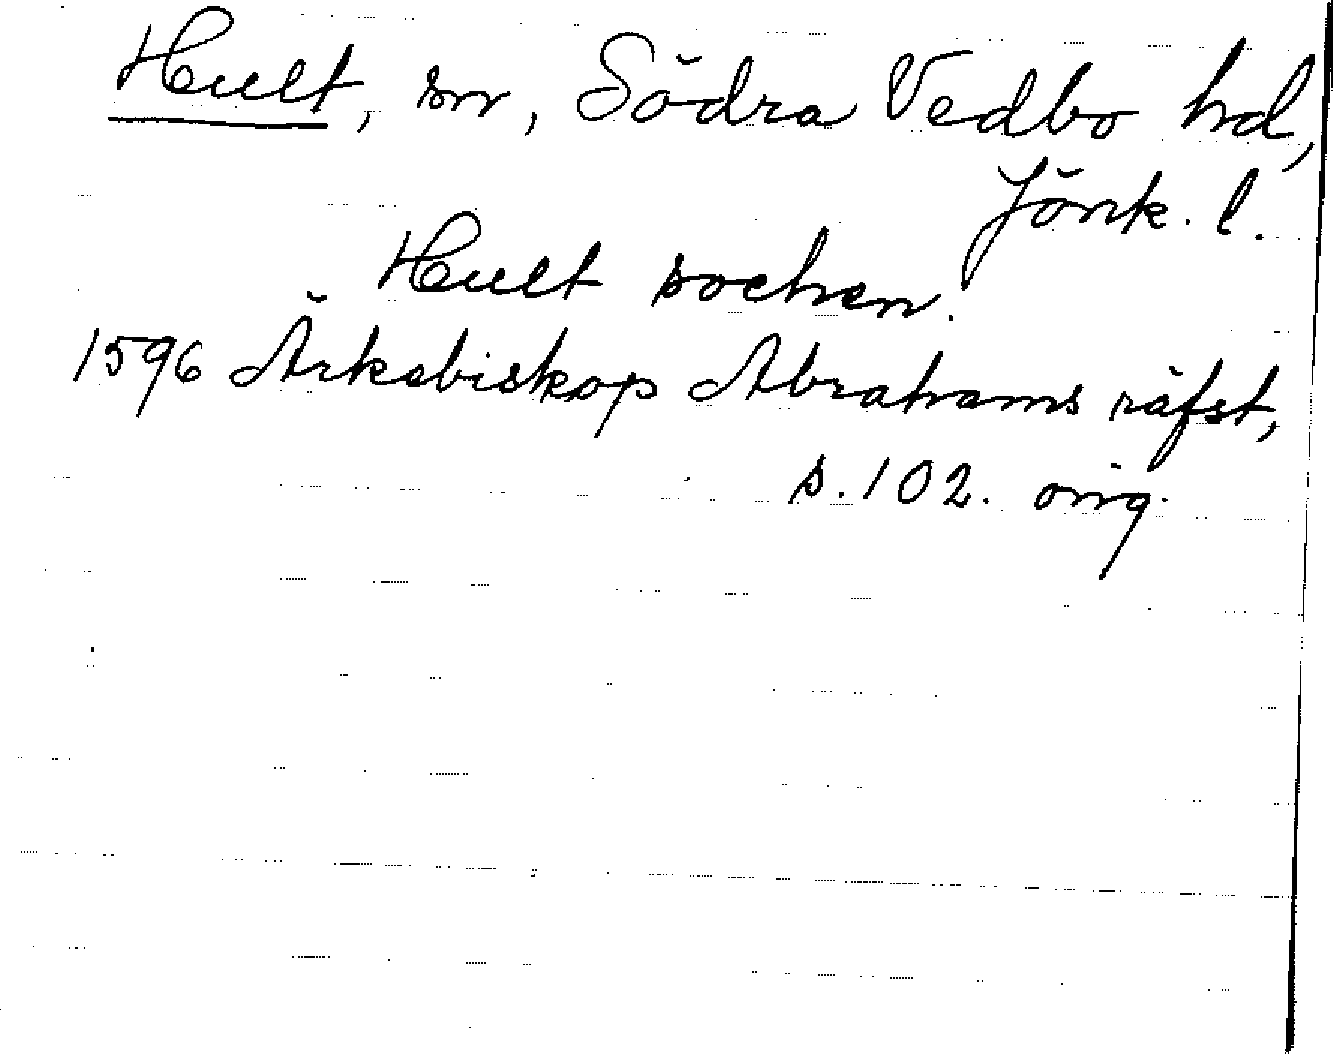 Hult, sn, Södra Vedbo hd,
Jönk. l.
Hult sochen.
1596 Ärkebiskop Abrahams räfst,
s. 102. orig.